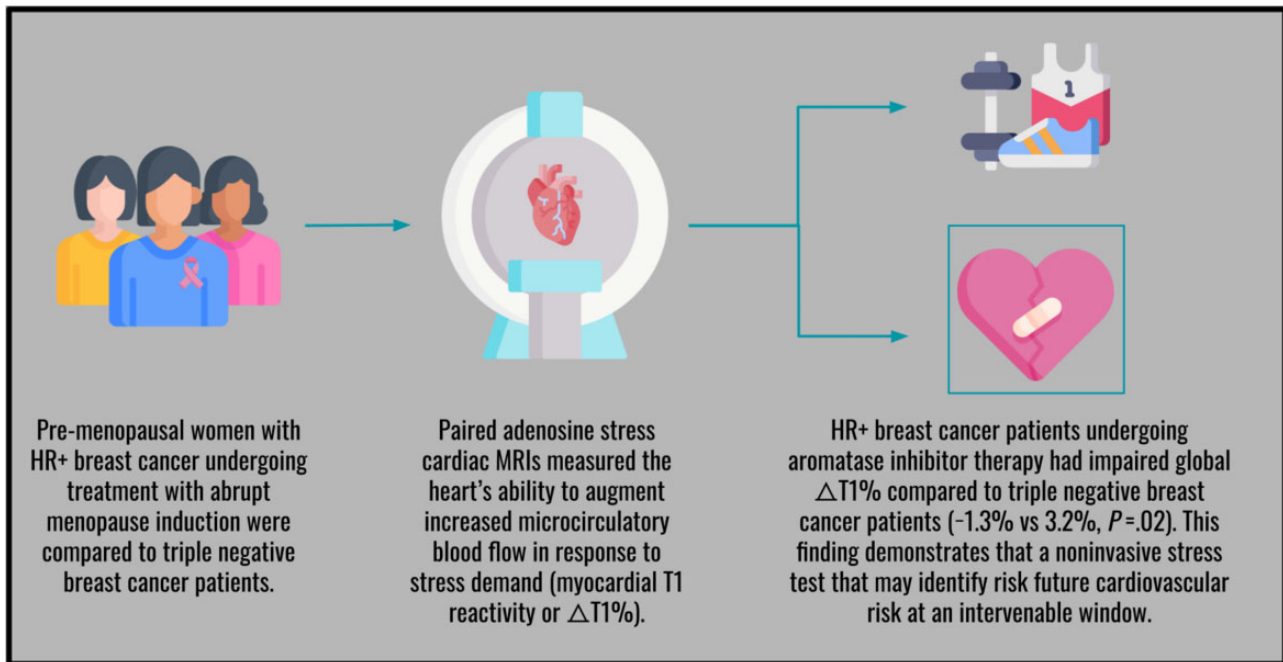 1
Pre-menopausal women with
HR+ breast cancer undergoing
treatment with abrupt
menopause induction were
compared to triple negative
breast cancer patients.
Paired adenosine stress
cardiac MRIs measured the
heart's ability to augment
increased microcirculatory
blood flow in response to
stress demand (myocardial T1
reactivity or △T1%).
HR+ breast cancer patients undergoing
aromatase inhibitor therapy had impaired global
△T1% compared to triple negative breast
cancer patients (-1.3% vs 3.2%, P=.02). This
finding demonstrates that a noninvasive stress
test that may identify risk future cardiovascular
risk at an intervenable window.